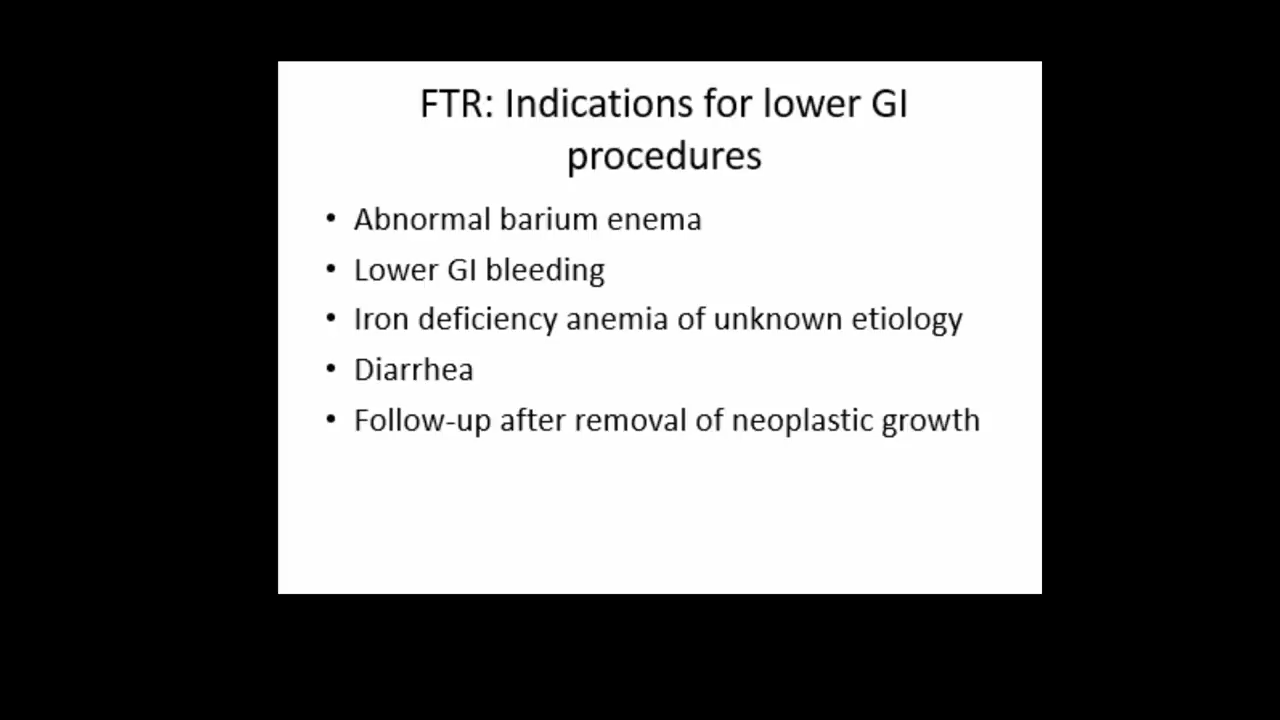 FTR: Indications for lower GI
procedures
• Abnormal barium enema
• Lower GI bleeding
• Iron deficiency anemia of unknown etiology
• Diarrhea
• Follow-up after removal of neoplastic growth